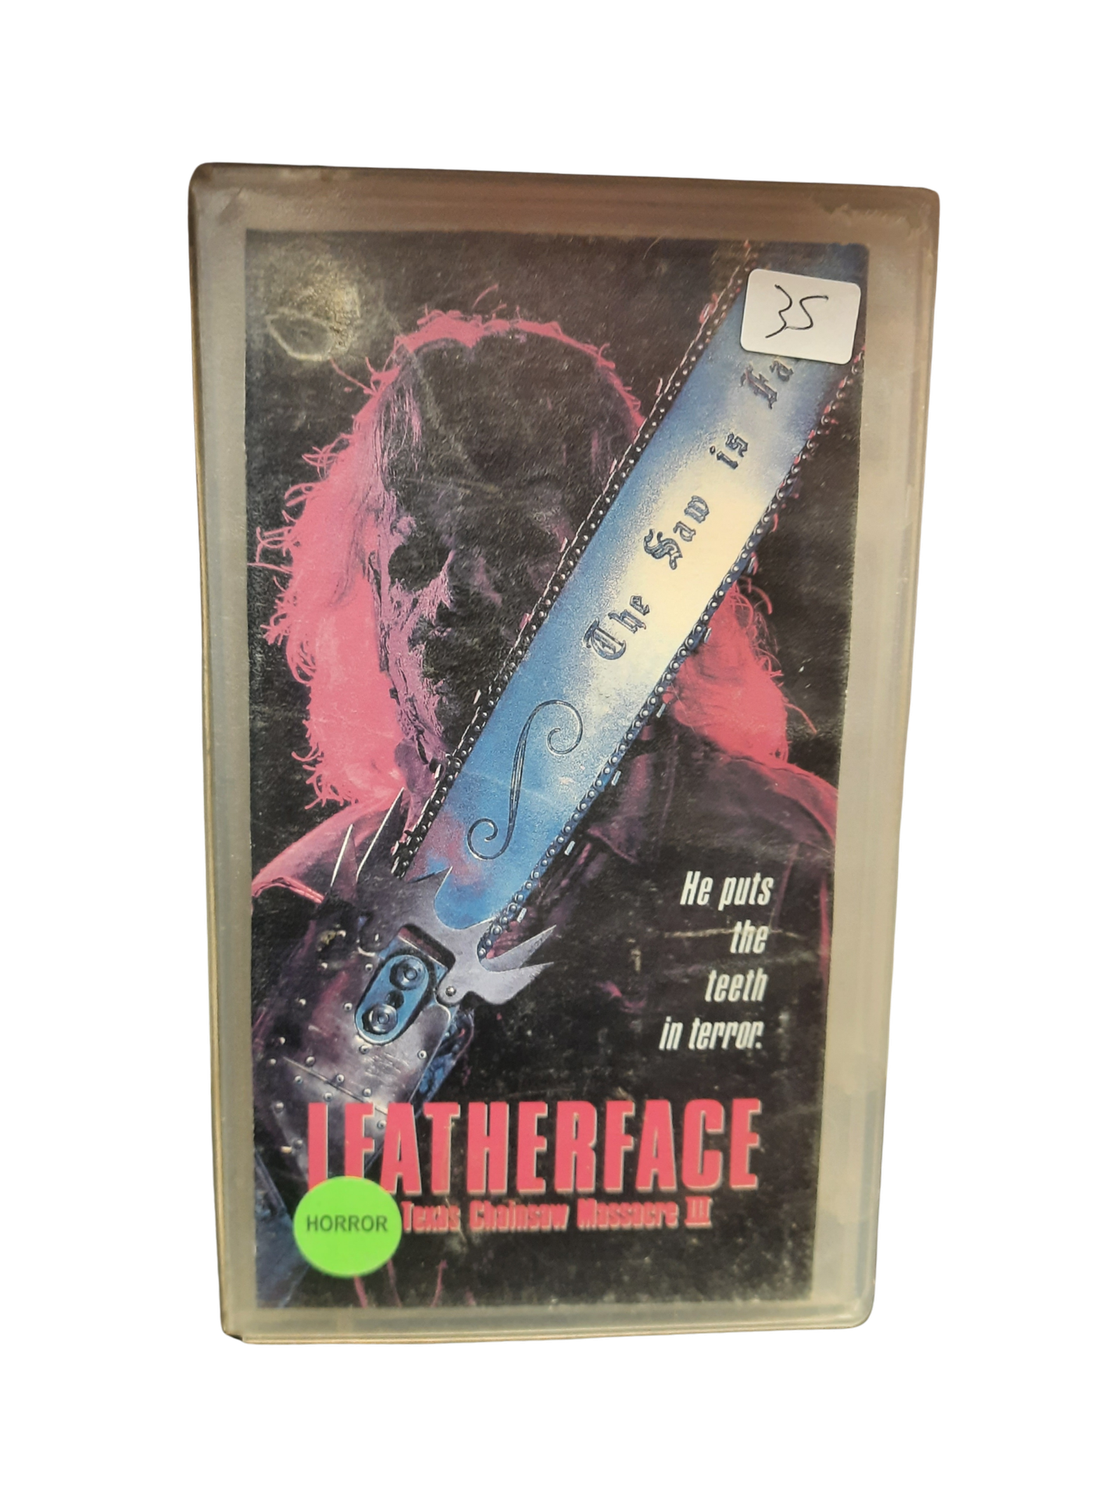 35
The Saw is Fa
He puts
the
teeth
in terror.
LEATHERFACE
HORROR
Texas Chainsaw Massacre III